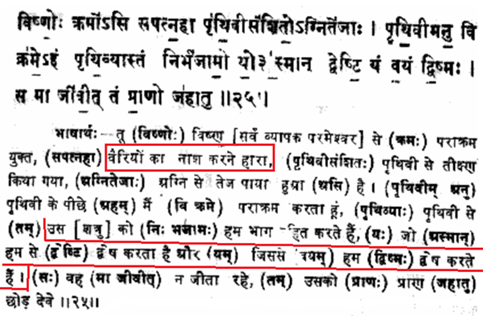 विष्णोः क्रमोऽसि सपत्नहा पृथिवीसंशितोऽग्नितेजाः । पृथिवीमनु वि
क्रमेऽहं पृथिव्यास्तं निर्भजामो यो३ऽस्मान् द्वेष्टि यं वयं द्विष्मः ।
स मा जीवीत् तं प्राणो जहातु ॥२५॥
भाषार्थः—तू (विष्णोः) विष्णु [सर्व व्यापक परमेश्वर] से (क्रमः) पराक्रम
युक्त, (सपत्नहा) वैरियों का नाश करने हारा, (पृथिवीसंशितः) पृथिवी से तीक्ष्ण
किया गया, (अग्नितेजाः) अग्नि से तेज पाया हुआ (असि) है । (पृथिवीम् अनु)
पृथिवी के पीछे (अहम्) मैं (वि क्रमे) पराक्रम करता हूं, (पृथिव्याः) पृथिवी से
(तम्) उस [शत्रु] को (निः भजामः) हम भाग हित करते हैं, (यः) जो (अस्मान्)
हम से (द्वेष्टि) द्वेष करता है और (यम्) जिससे वयम्) हम (द्विष्मः) द्वेष करते
हैं । (सः) वह (मा जीवीत्) न जीता रहे, (तम्) उसको (प्राणः) प्राण (जहातु)
छोड़ देवे ॥२५॥